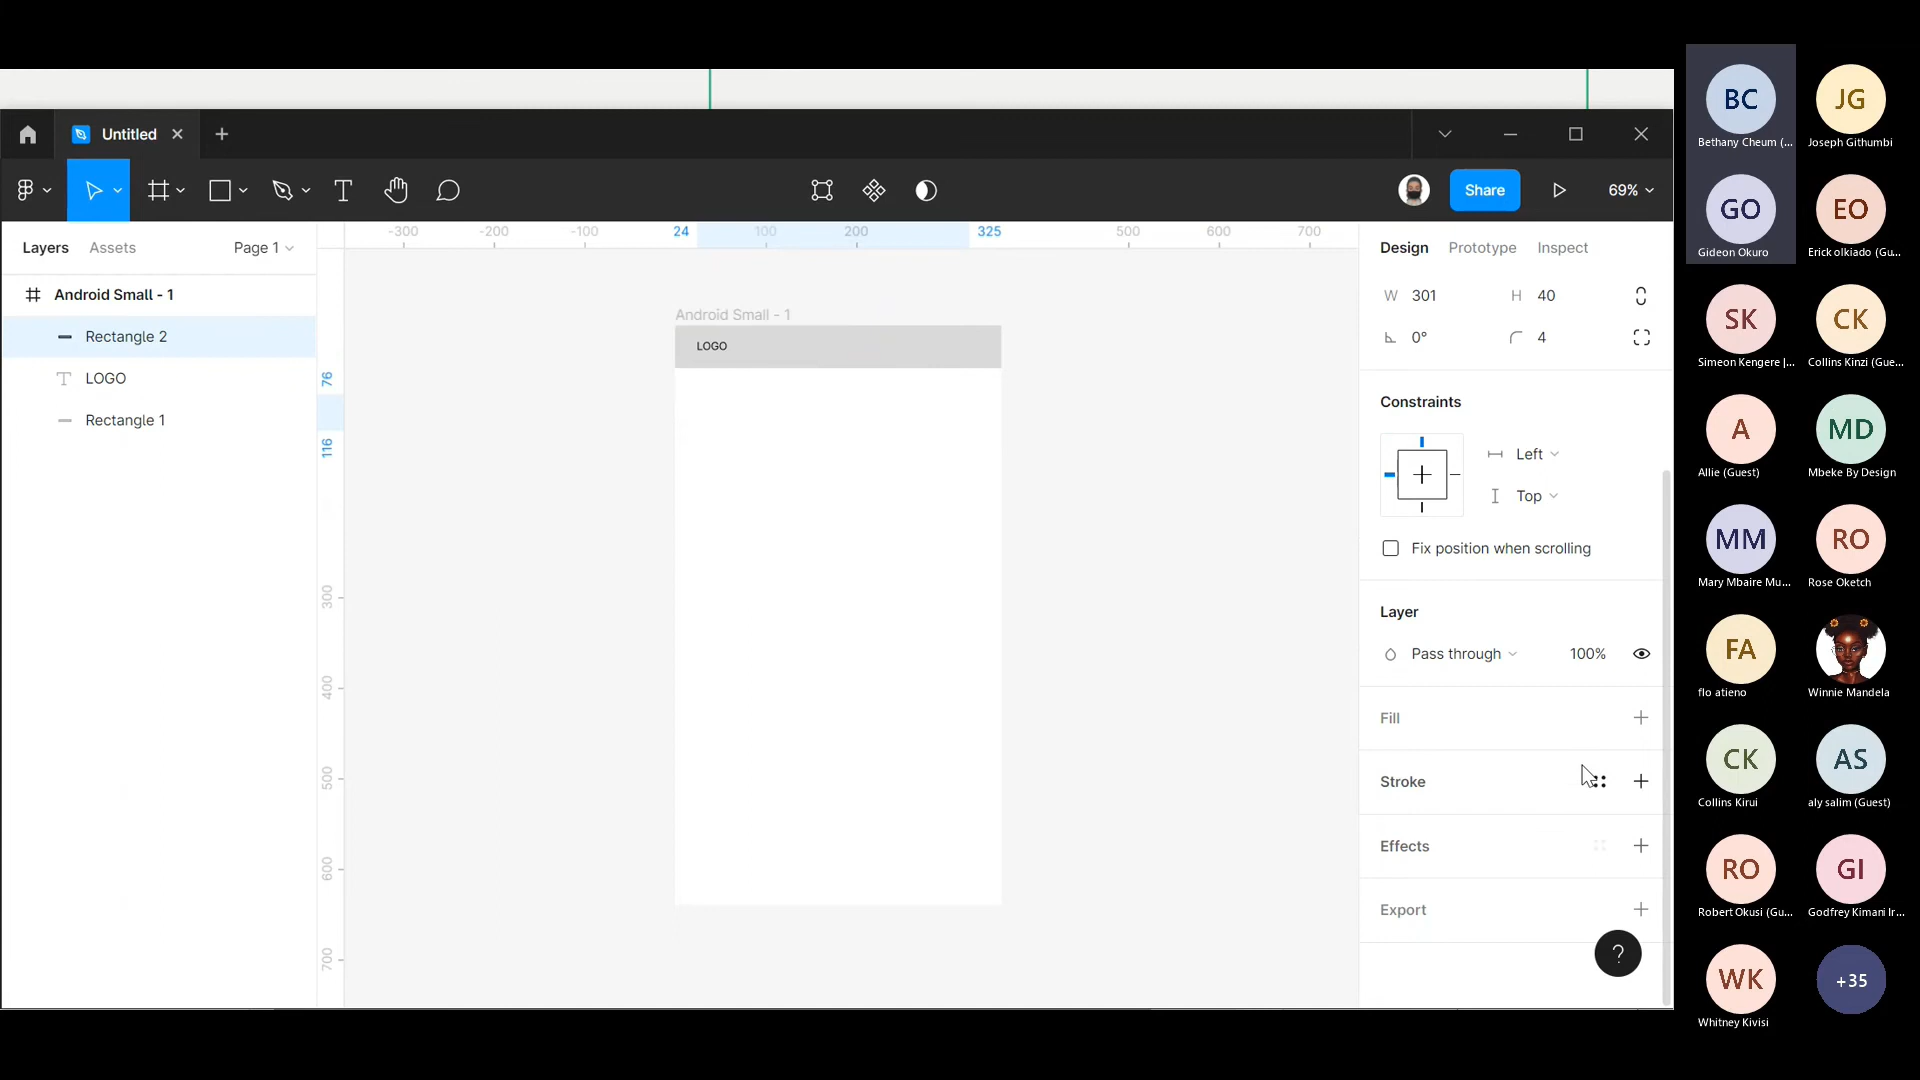 Untitled
Share
69%
Layers
Assets
Page 1
-300
-200
-100
24
100
200
325
500
600
700
Design
Prototype
Inspect
Android Small - 1
Rectangle 2
LOGO
Rectangle 1
76
116
300
400
500
600
700
Android Small - 1
LOGO
W 301
H 40
0°
4
Constraints
Left
Top
Fix position when scrolling
Layer
Pass through
100%
Fill
Stroke
Effects
Export
?
BC
Bethany Cheum (...
JG
Joseph Githumbi
GO
Gideon Okuro
EO
Erick olkiado (Gu...
SK
Simeon Kengere |...
CK
Collins Kinzi (Gue...
A
Allie (Guest)
MD
Mbeke By Design
MM
Mary Mbaire Mu...
RO
Rose Oketch
FA
flo atieno
Winnie Mandela
CK
Collins Kirui
AS
aly salim (Guest)
RO
Robert Okusi (Gu...
GI
Godfrey Kimani Ir...
WK
Whitney Kivisi
+35